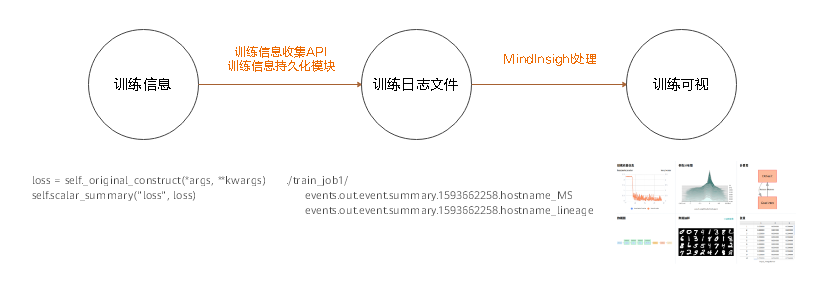 训练信息
训练信息收集API
训练信息持久化模块
训练日志文件
MindInsight处理
训练可视
loss = self._original_construct(*args, **kwargs)
self.scalar_summary("loss", loss)
./train_job1/
events.out.event.summary.1593662258.hostname_MS
events.out.event.summary.1593662258.hostname_lineage